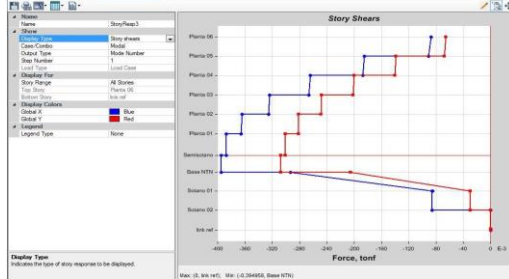 Name
Name StoryResp3
Show
Display Type Story shears
Case/Combo Modal
Output Type Mode Number
Step Number 1
Load Type Load Case
Display For
Story Range All Stories
Top Story Planta 06
Bottom Story lnk ref
Display Colors
Global X Blue
Global Y Red
Legend
Legend Type None
Display Type
Indicates the type of story response to be displayed.
Story Shears
Planta 06
Planta 05
Planta 04
Planta 03
Planta 02
Planta 01
Semisotano
Base NTN
Sotano 01
Sotano 02
lnk ref
-400 -360 -320 -280 -240 -200 -160 -120 -80 -40 0 E-3
Force, tonf
Max: (0, lnk ref); Min: (-0.394958, Base NTN)